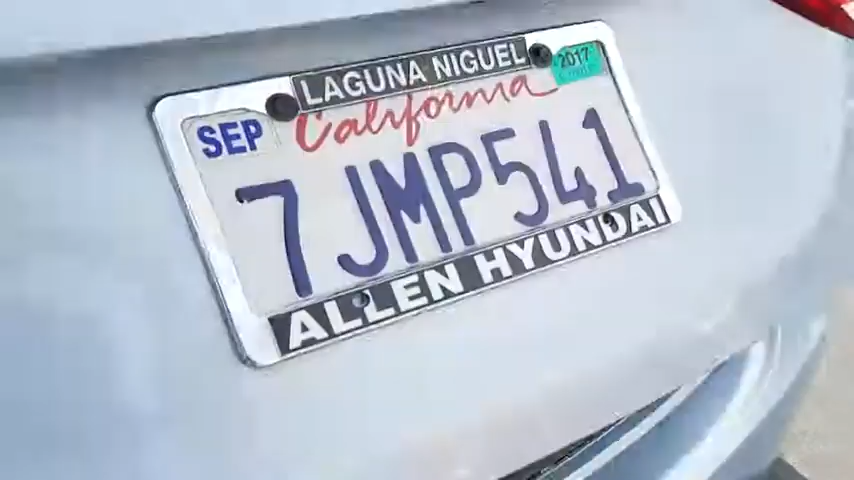 LAGUNA NIGUEL
2017
SEP
California
7JMP541
ALLEN HYUNDAI